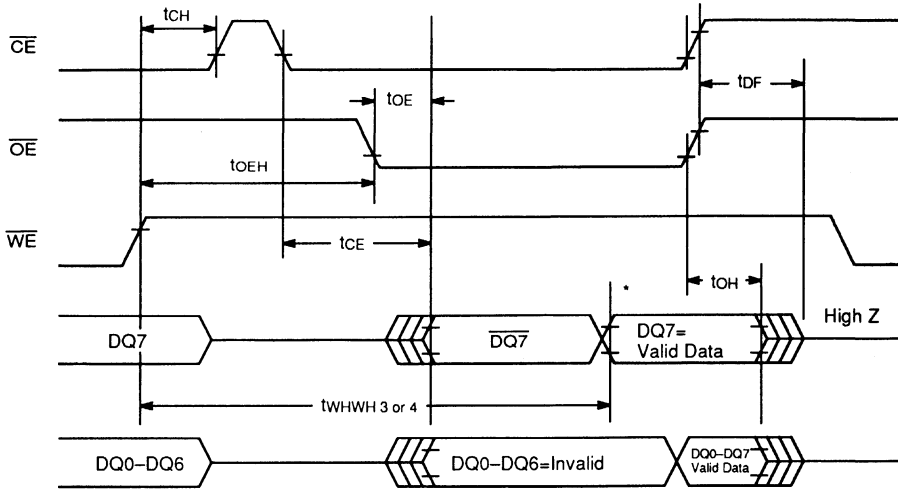 tCH
CE
tDF
tOE
OE
tOEH
WE
tCE
tOH
*
High Z
DQ7
DQ7
DQ7=
Valid Data
tWHWH 3 or 4
DQ0–DQ6
DQ0–DQ6=Invalid
DQ0–DQ7
Valid Data